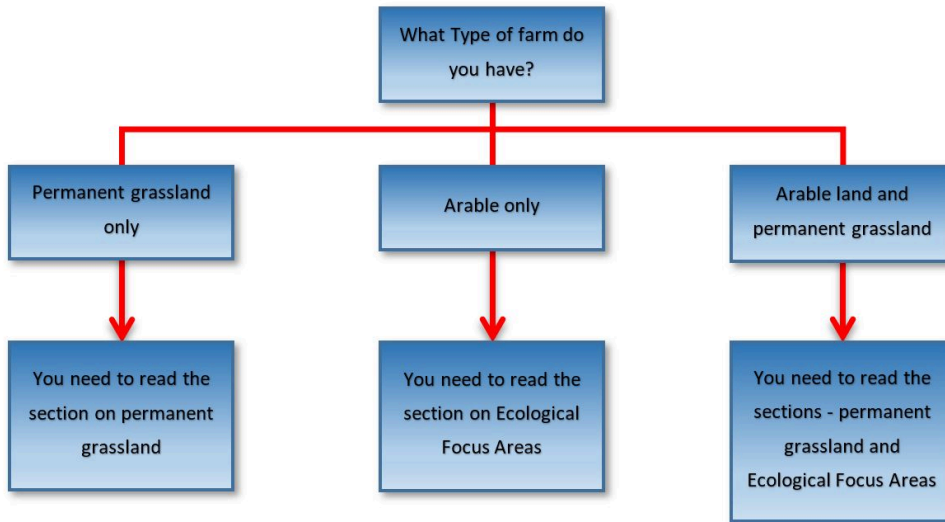 What Type of farm do
you have?
Permanent grassland
only
Arable only
Arable land and
permanent grassland
You need to read the
section on permanent
grassland
You need to read the
section on Ecological
Focus Areas
You need to read the
sections - permanent
grassland and
Ecological Focus Areas